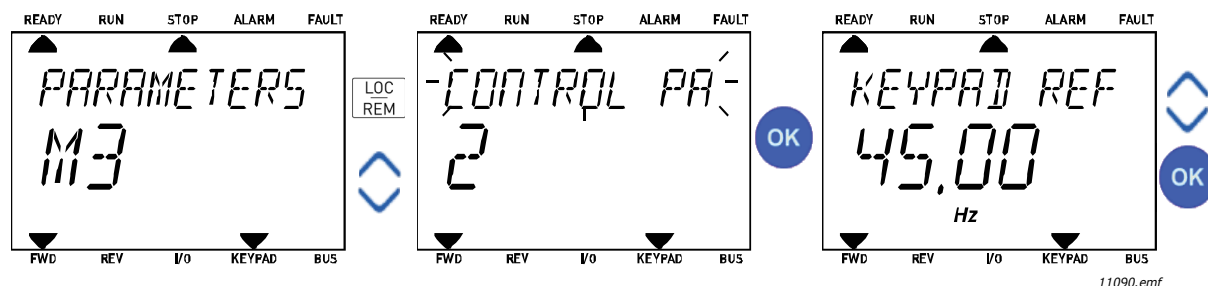 READY RUN STOP ALARM FAULT
PARAMETERS
M3
FWD REV I/O KEYPAD BUS
LOC
REM
READY RUN STOP ALARM FAULT
CONTROL PA
2
FWD REV I/O KEYPAD BUS
OK
READY RUN STOP ALARM FAULT
KEYPAD REF
45.00
Hz
FWD REV I/O KEYPAD BUS
OK
11090.emf